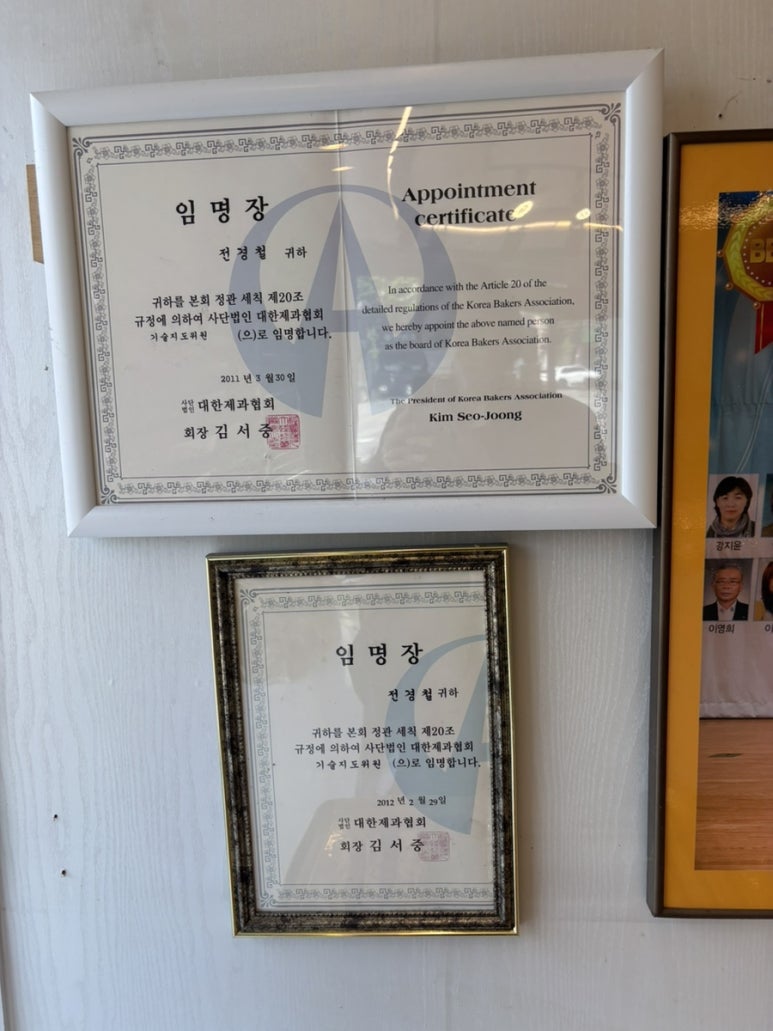 임 명 장
전 경 철 귀하
귀하를 본회 정관 세칙 제20조
규정에 의하여 사단법인 대한제과협회
기술지도위원 (으)로 임명합니다.
2011 년 3 월 30 일
사단법인 대한제과협회
회장 김 서 중
Appointment
certificate
In accordance with the Article 20 of the
detailed regulations of the Korea Bakers Association,
we hereby appoint the above named person
as the board of Korea Bakers Association.
The President of Korea Bakers Association
Kim Seo-Joong
임 명 장
전 경 철 귀하
귀하를 본회 정관 세칙 제20조
규정에 의하여 사단법인 대한제과협회
기술지도위원 (으)로 임명합니다.
2012 년 2 월 29 일
사단법인 대한제과협회
회장 김 서 중
강지윤
이영희